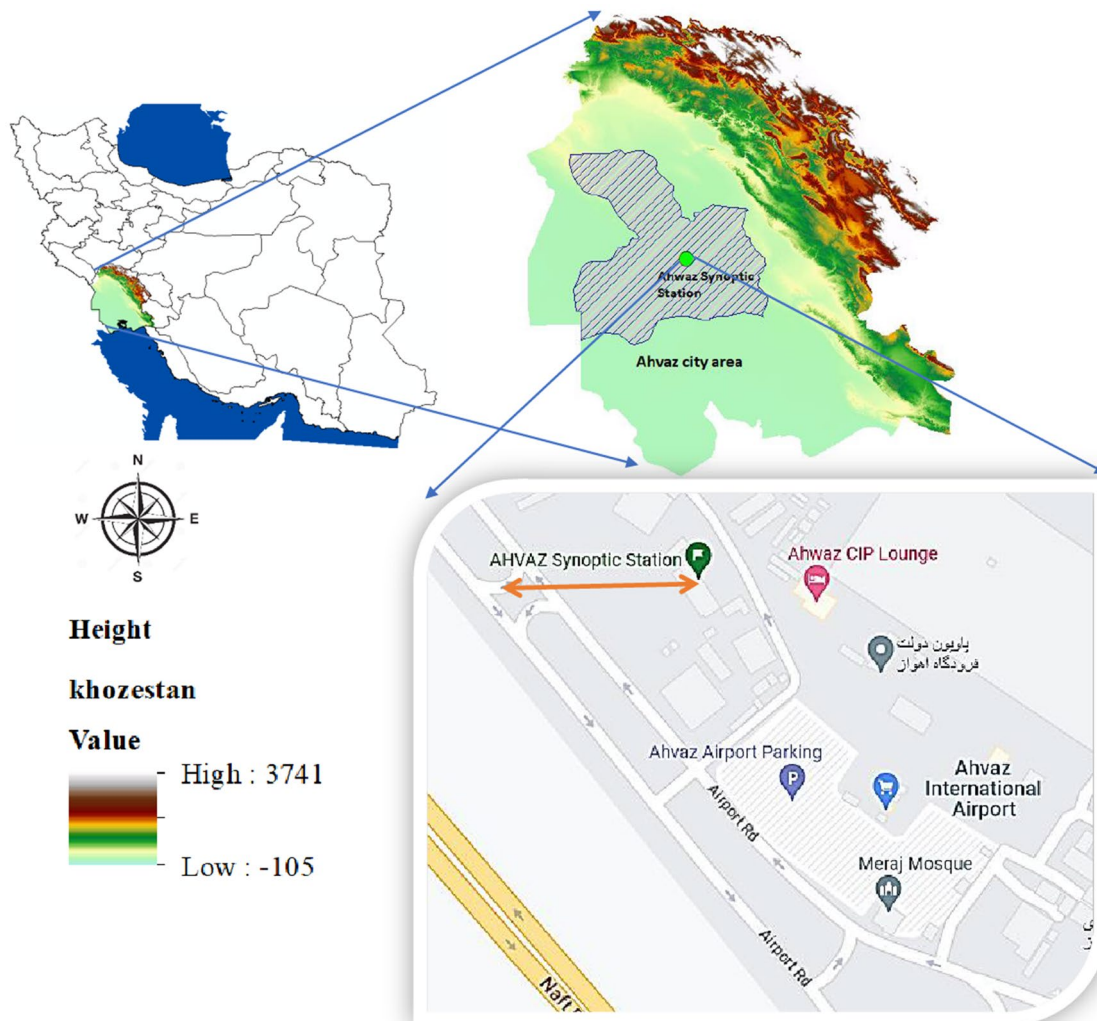 Ahwaz Synoptic
Station
Ahvaz city area
N
W
E
S
Height
khozestan
Value
High : 3741
Low : -105
AHVAZ Synoptic Station
Ahwaz CIP Lounge
پاویون دولت
فرودگاه اهواز
Ahvaz Airport Parking
P
Ahvaz
International
Airport
Airport Rd
Meraj Mosque
Airport Rd
Naft